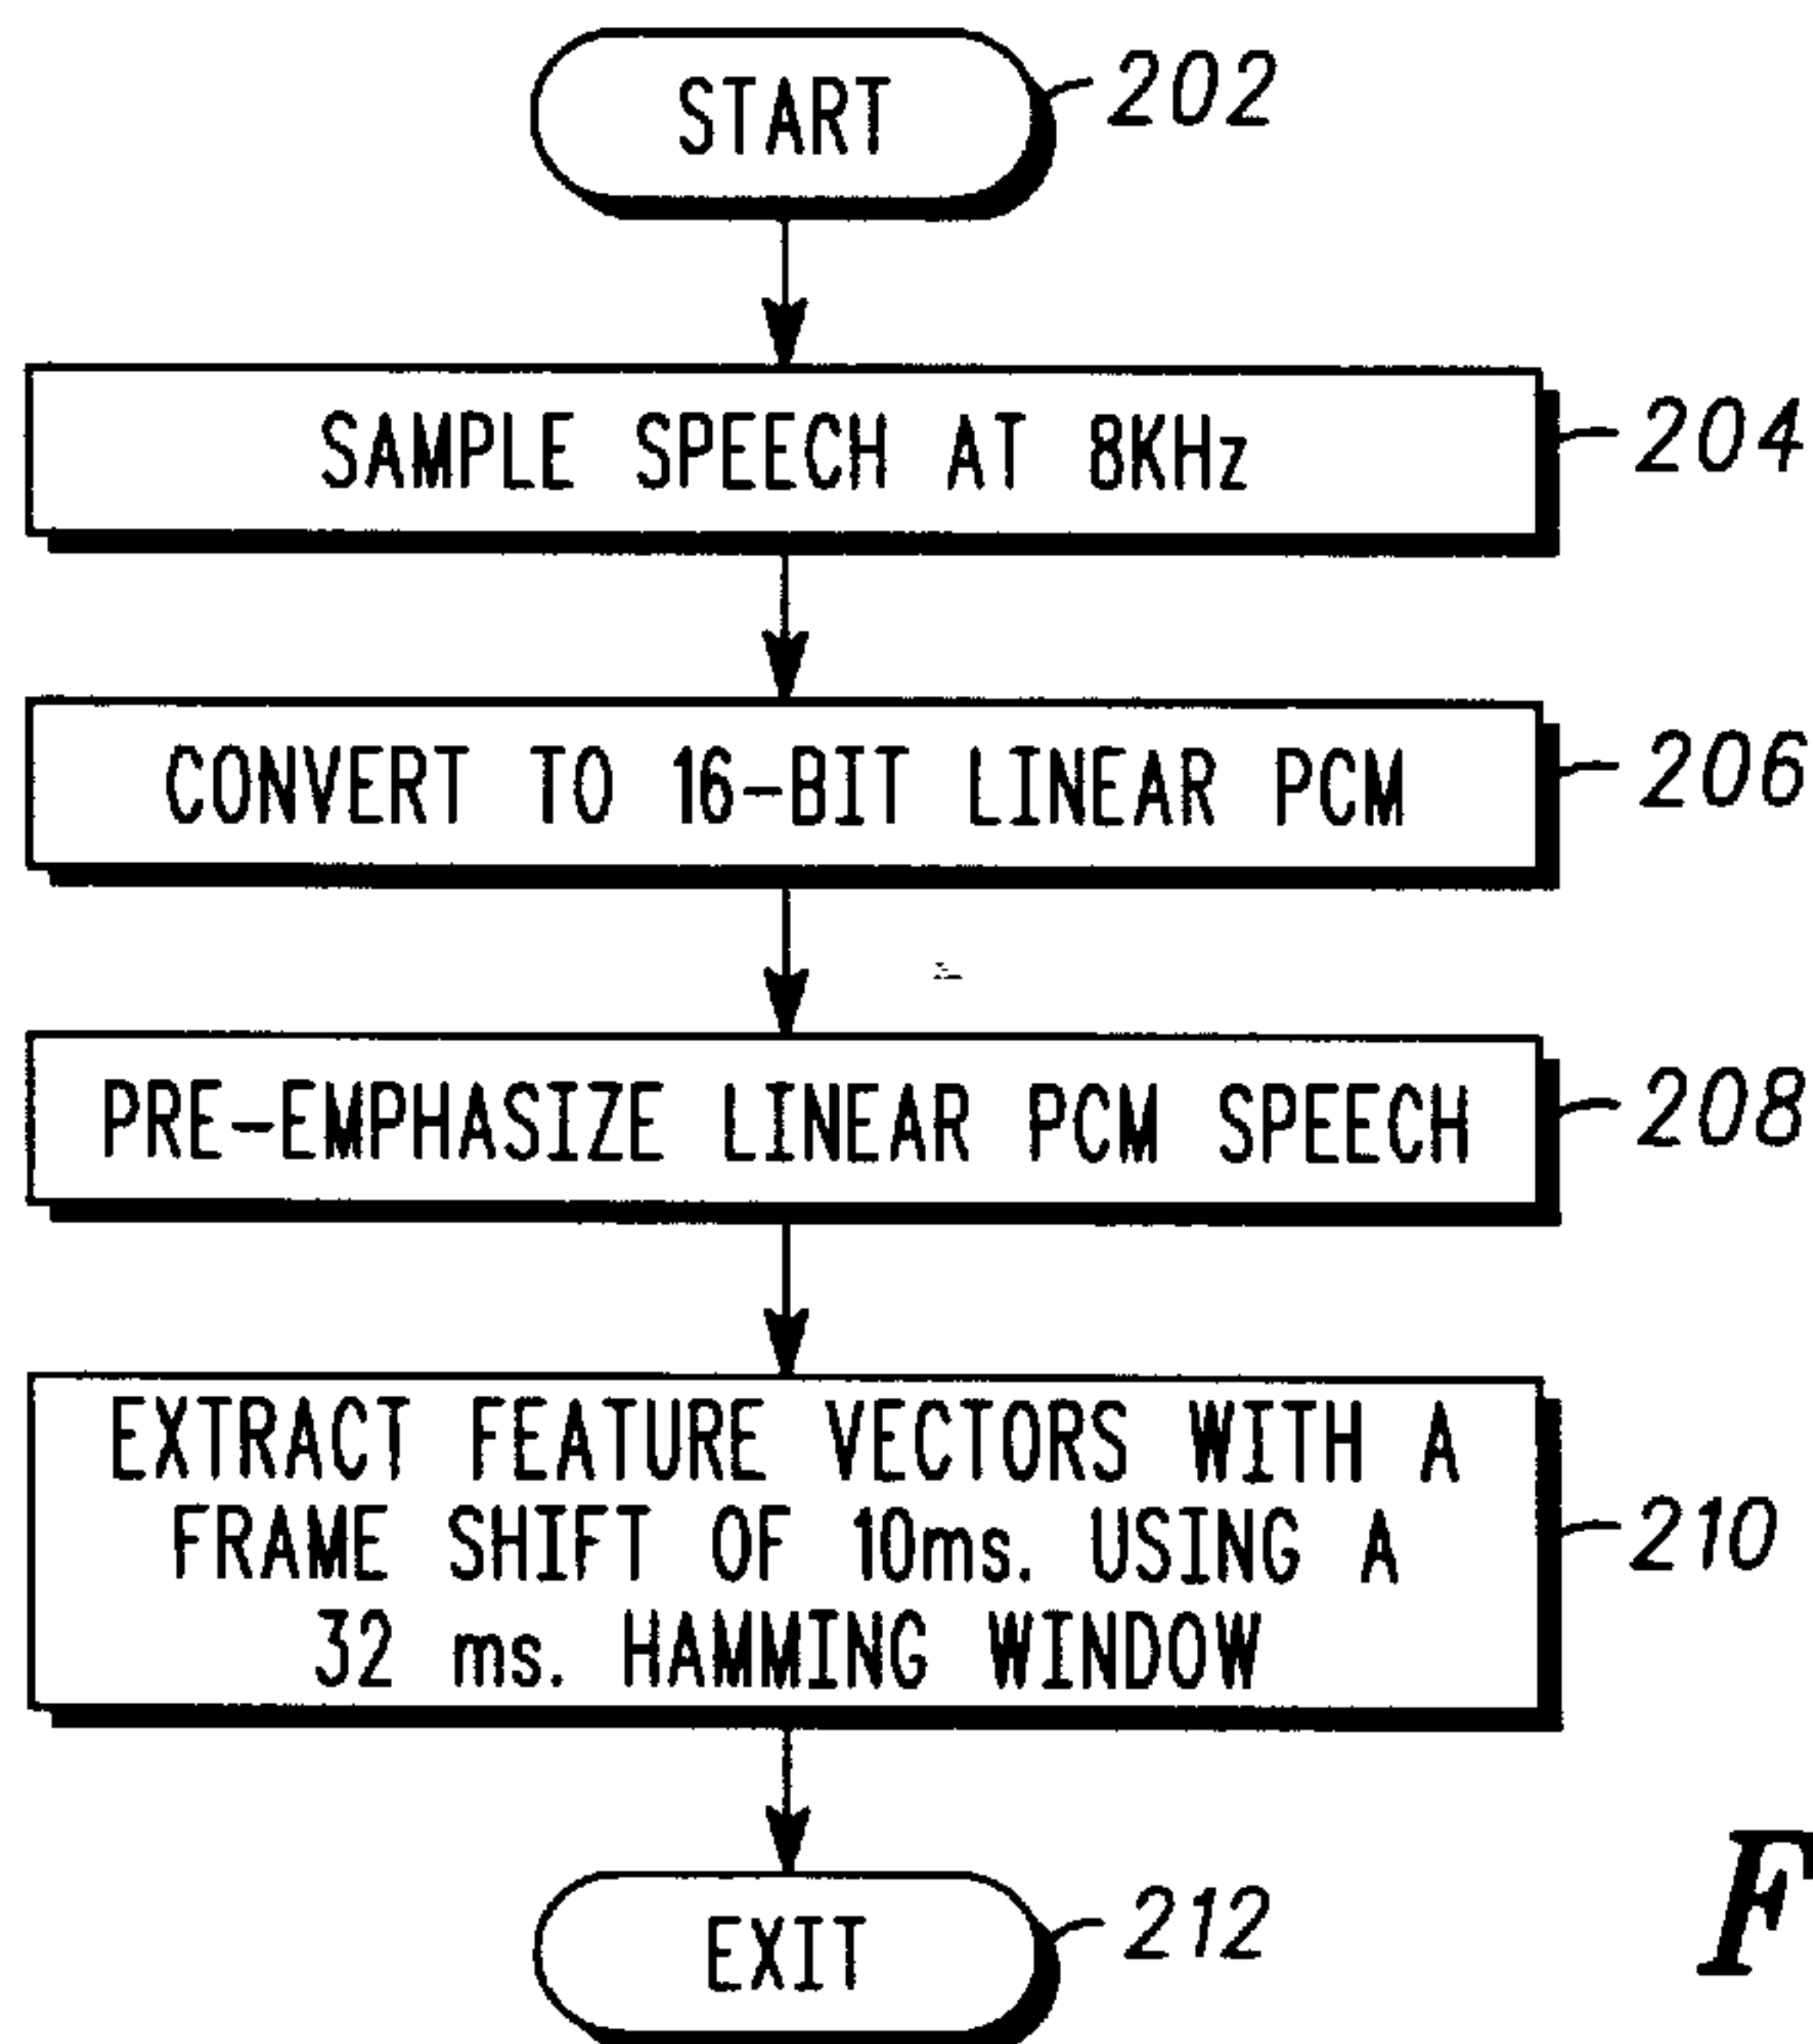 START
202
SAMPLE SPEECH AT 8KHz
204
CONVERT TO 16-BIT LINEAR PCM
206
PRE-EMPHASIZE LINEAR PCM SPEECH
208
EXTRACT FEATURE VECTORS WITH A
FRAME SHIFT OF 10ms. USING A
32 ms. HAMMING WINDOW
210
EXIT
212
F